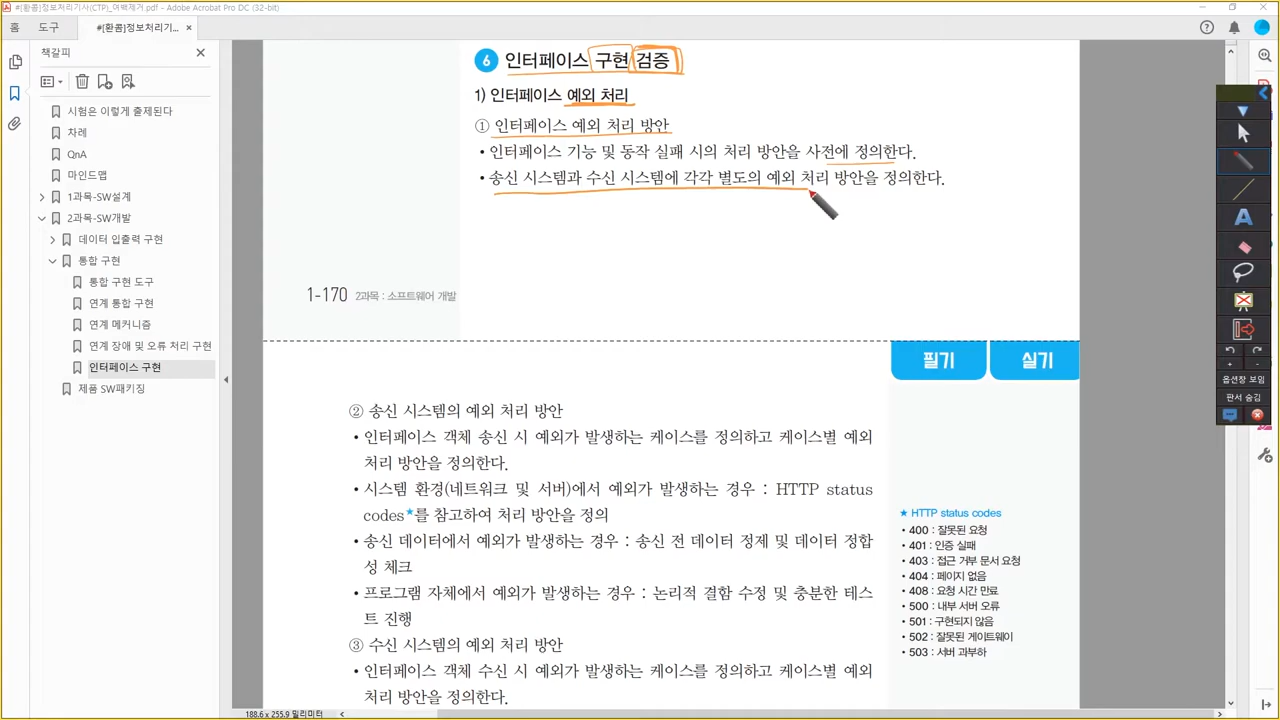 #[환콤]정보처리기사(CTP)_여백제거.pdf - Adobe Acrobat Pro DC (32-bit)
홈 도구 #[환콤]정보처리기... ×
책갈피
시험은 이렇게 출제된다
차례
QnA
마인드맵
1과목-SW설계
2과목-SW개발
데이터 입출력 구현
통합 구현
통합 구현 도구
연계 통합 구현
연계 메커니즘
연계 장애 및 오류 처리 구현
인터페이스 구현
제품 SW패키징
6 인터페이스 구현 검증
1) 인터페이스 예외 처리
① 인터페이스 예외 처리 방안
• 인터페이스 기능 및 동작 실패 시의 처리 방안을 사전에 정의한다.
• 송신 시스템과 수신 시스템에 각각 별도의 예외 처리 방안을 정의한다.
1-170 2과목 : 소프트웨어 개발
필기 실기
② 송신 시스템의 예외 처리 방안
• 인터페이스 객체 송신 시 예외가 발생하는 케이스를 정의하고 케이스별 예외
처리 방안을 정의한다.
• 시스템 환경(네트워크 및 서버)에서 예외가 발생하는 경우 : HTTP status
codes★를 참고하여 처리 방안을 정의
• 송신 데이터에서 예외가 발생하는 경우 : 송신 전 데이터 정제 및 데이터 정합
성 체크
• 프로그램 자체에서 예외가 발생하는 경우 : 논리적 결함 수정 및 충분한 테스
트 진행
③ 수신 시스템의 예외 처리 방안
• 인터페이스 객체 수신 시 예외가 발생하는 케이스를 정의하고 케이스별 예외
처리 방안을 정의한다.
★ HTTP status codes
• 400 : 잘못된 요청
• 401 : 인증 실패
• 403 : 접근 거부 문서 요청
• 404 : 페이지 없음
• 408 : 요청 시간 만료
• 500 : 내부 서버 오류
• 501 : 구현되지 않음
• 502 : 잘못된 게이트웨이
• 503 : 서버 과부하
A
옵션창 보임
판서 숨김
188.6 x 255.9 밀리미터